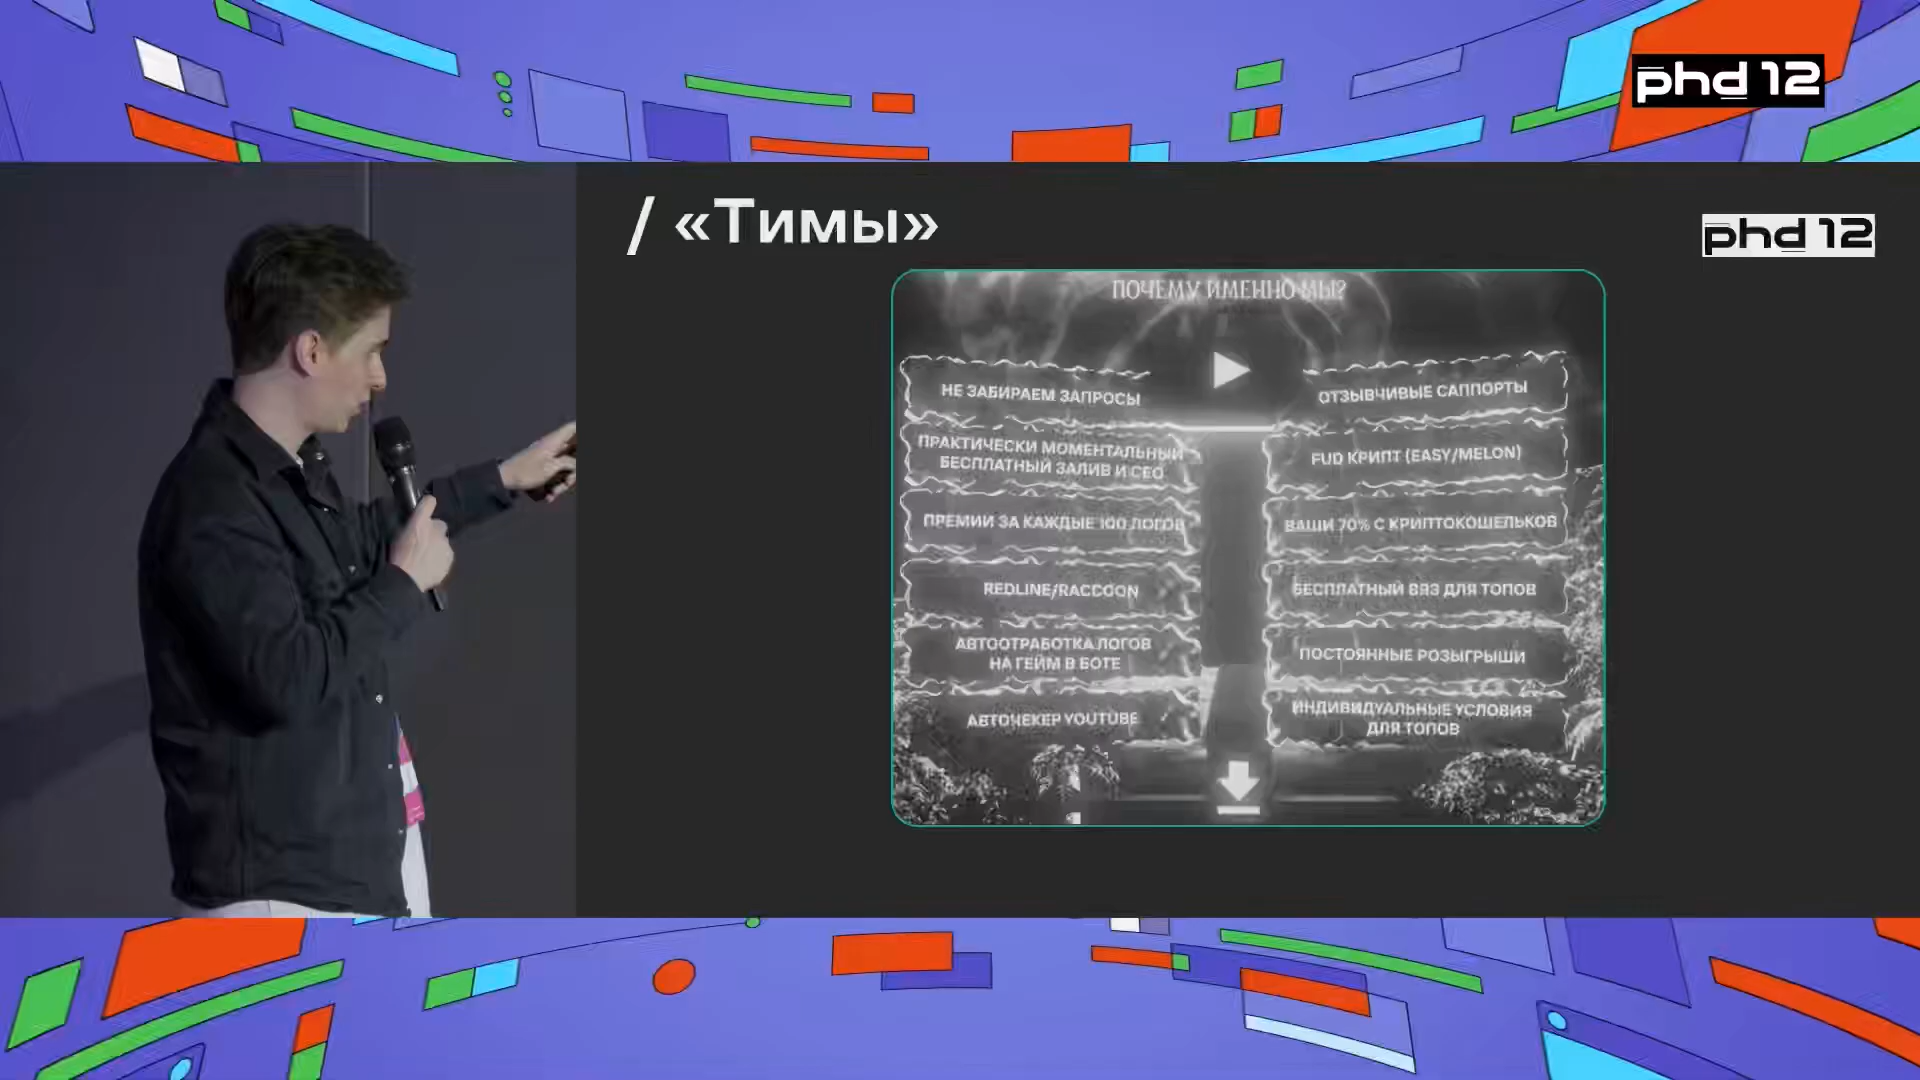 phd 12
/ «Тимы»
phd 12
ПОЧЕМУ ИМЕННО МЫ?
НЕ ЗАБИРАЕМ ЗАПРОСЫ
ПРАКТИЧЕСКИ МОМЕНТАЛЬНЫЙ
БЕСПЛАТНЫЙ ЗАЛИВ И СЕО
ПРЕМИИ ЗА КАЖДЫЕ 100 ЛОГОВ
REDLINE/RACCOON
АВТООТРАБОТКА ЛОГОВ
НА ГЕЙМ В БОТЕ
АВТОЧЕКЕР YOUTUBE
ОТЗЫВЧИВЫЕ САППОРТЫ
FUD КРИПТ (EASY/MELON)
ВАШИ 70% С КРИПТОКОШЕЛЬКОВ
БЕСПЛАТНЫЙ ВЯЗ ДЛЯ ТОПОВ
ПОСТОЯННЫЕ РОЗЫГРЫШИ
ИНДИВИДУАЛЬНЫЕ УСЛОВИЯ
ДЛЯ ТОПОВ